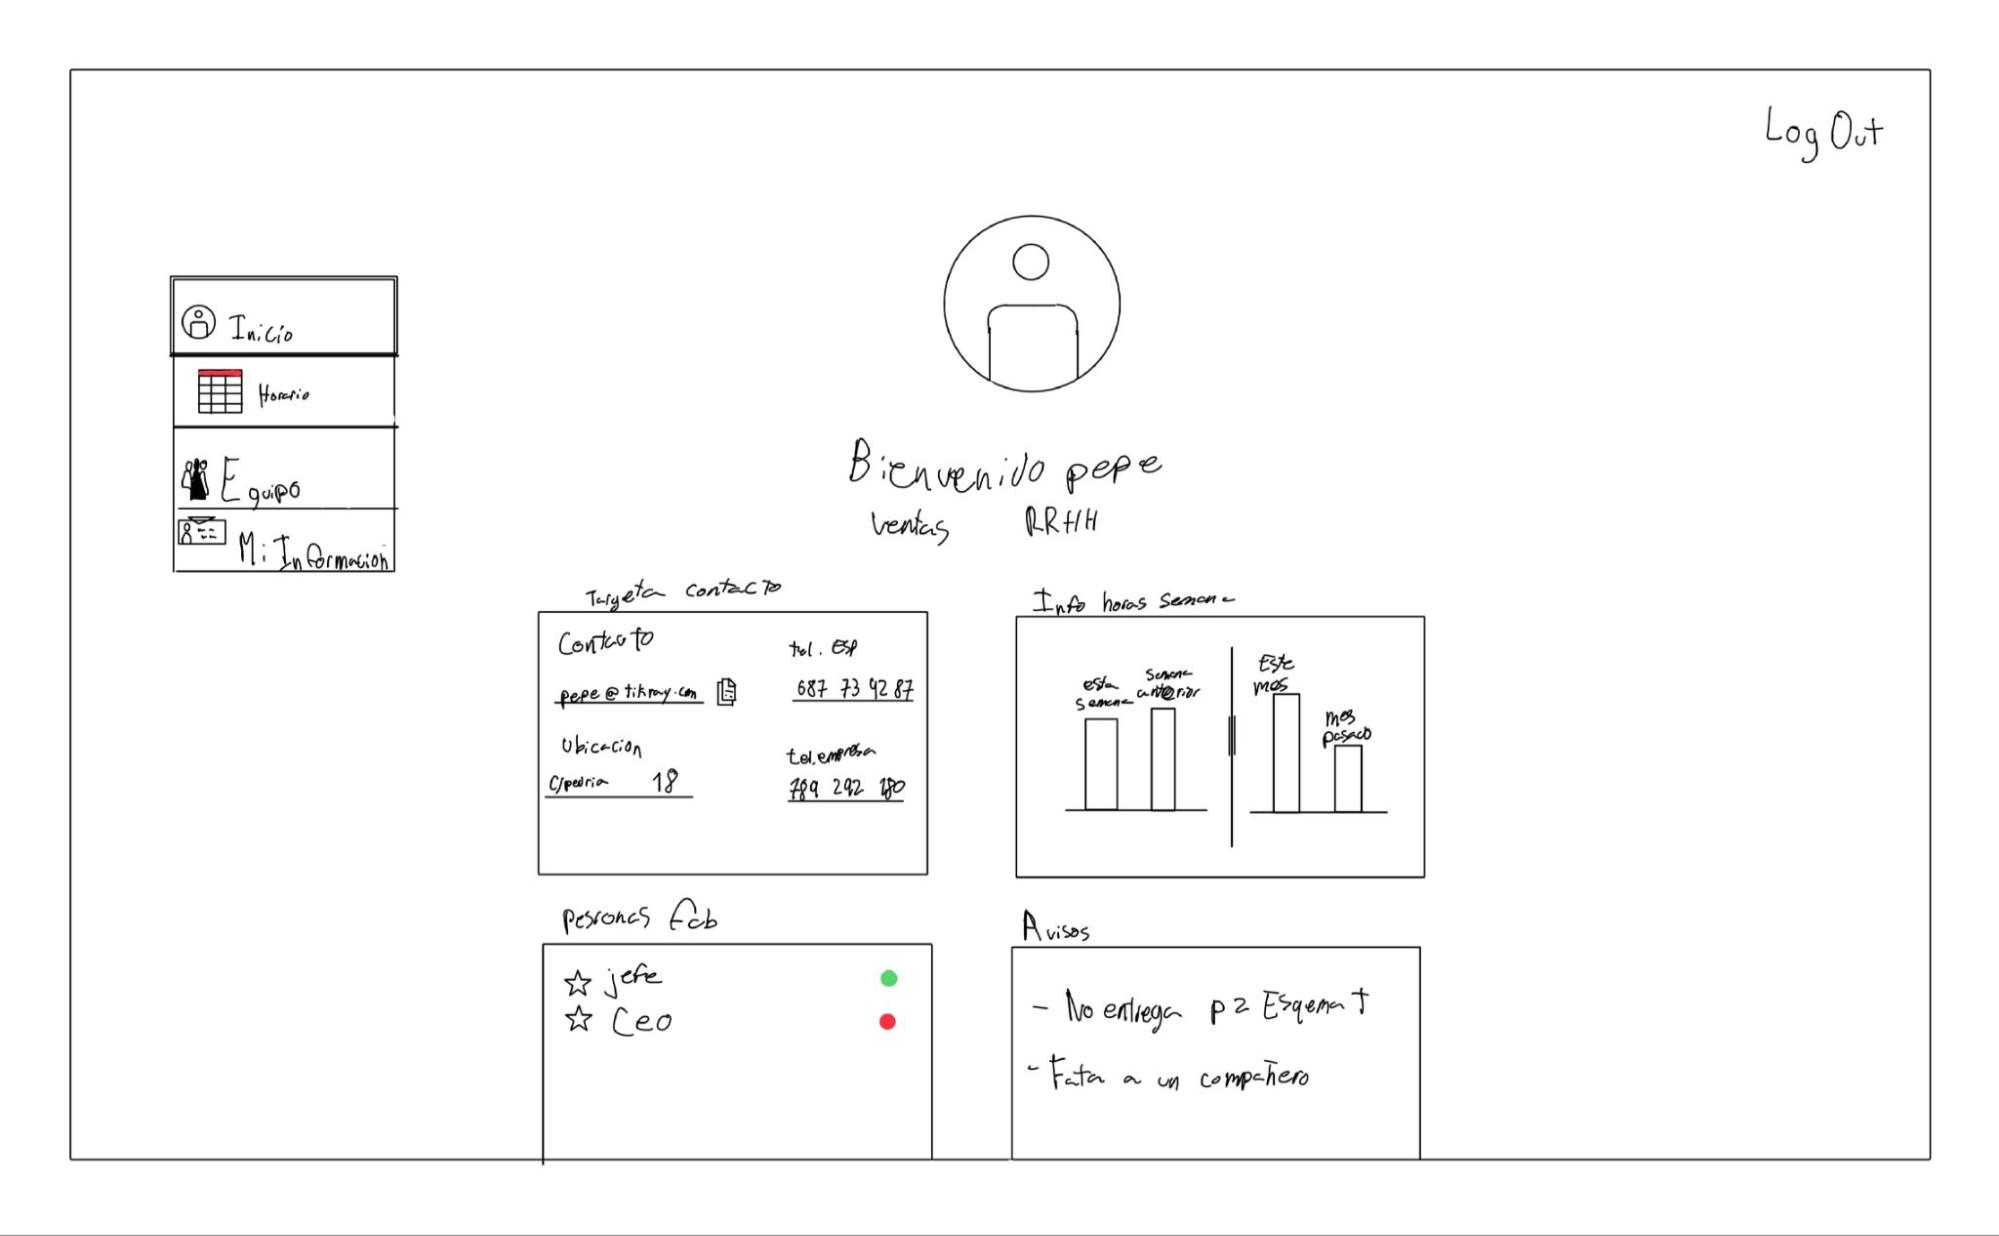 Log Out
Inicio
Horario
Equipo
Mi Informacion
Bienvenido pepe
ventas RRHH
Targeta contacto
Contacto
tel. ESP
pepe@tikray.com
687 73 42 87
Ubicacion
tel.empresa
C/pedria 18
789 292 180
Info horas semana
esta semana
semana anterior
Este mes
mes pasado
Pesronas Fab
jefe
Ceo
Avisos
- No entrega p2 Esquema T
- Fata a un compañero